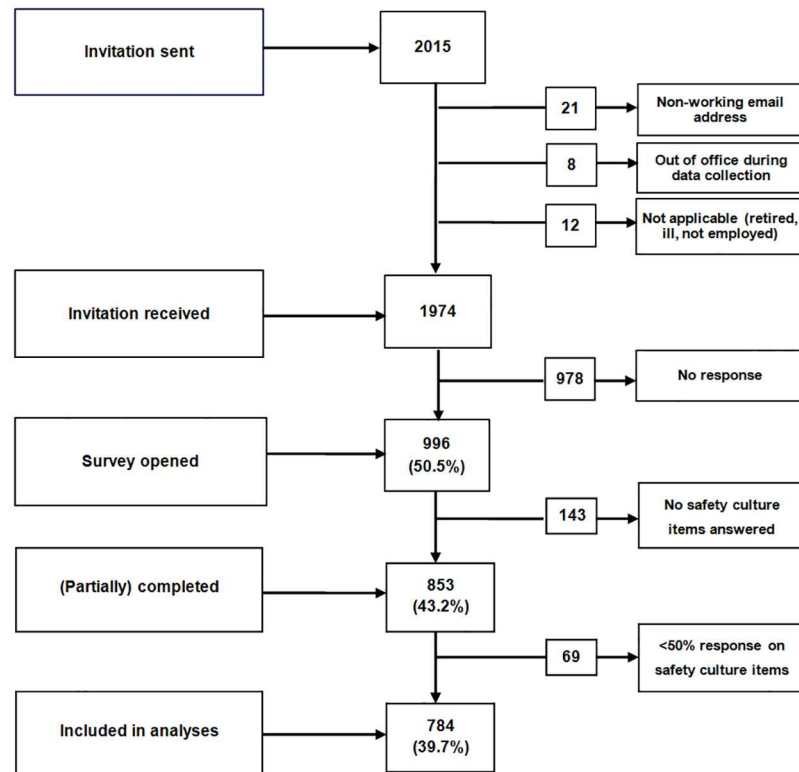 Invitation sent
2015
21
Non-working email
address
8
Out of office during
data collection
12
Not applicable (retired,
ill, not employed)
Invitation received
1974
978
No response
Survey opened
996
(50.5%)
143
No safety culture
items answered
(Partially) completed
853
(43.2%)
69
<50% response on
safety culture items
Included in analyses
784
(39.7%)